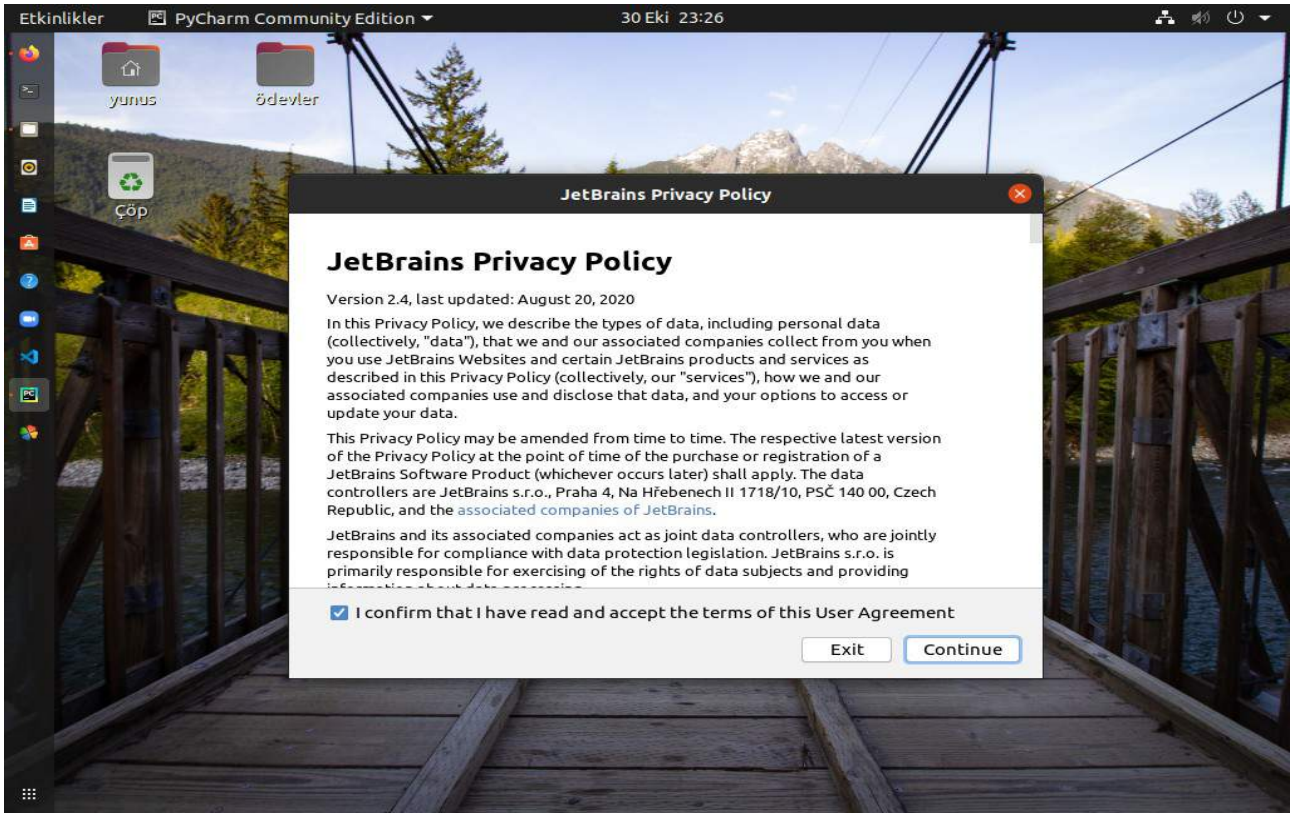 Etkinlikler PyCharm Community Edition 30 Eki 23:26
yunus
ödevler
Çöp
JetBrains Privacy Policy
JetBrains Privacy Policy
Version 2.4, last updated: August 20, 2020
In this Privacy Policy, we describe the types of data, including personal data
(collectively, "data"), that we and our associated companies collect from you when
you use JetBrains Websites and certain JetBrains products and services as
described in this Privacy Policy (collectively, our "services"), how we and our
associated companies use and disclose that data, and your options to access or
update your data.
This Privacy Policy may be amended from time to time. The respective latest version
of the Privacy Policy at the point of time of the purchase or registration of a
JetBrains Software Product (whichever occurs later) shall apply. The data
controllers are JetBrains s.r.o., Praha 4, Na Hřebenech II 1718/10, PSČ 140 00, Czech
Republic, and the associated companies of JetBrains.
JetBrains and its associated companies act as joint data controllers, who are jointly
responsible for compliance with data protection legislation. JetBrains s.r.o. is
primarily responsible for exercising of the rights of data subjects and providing
information about data processing
I confirm that I have read and accept the terms of this User Agreement
Exit
Continue